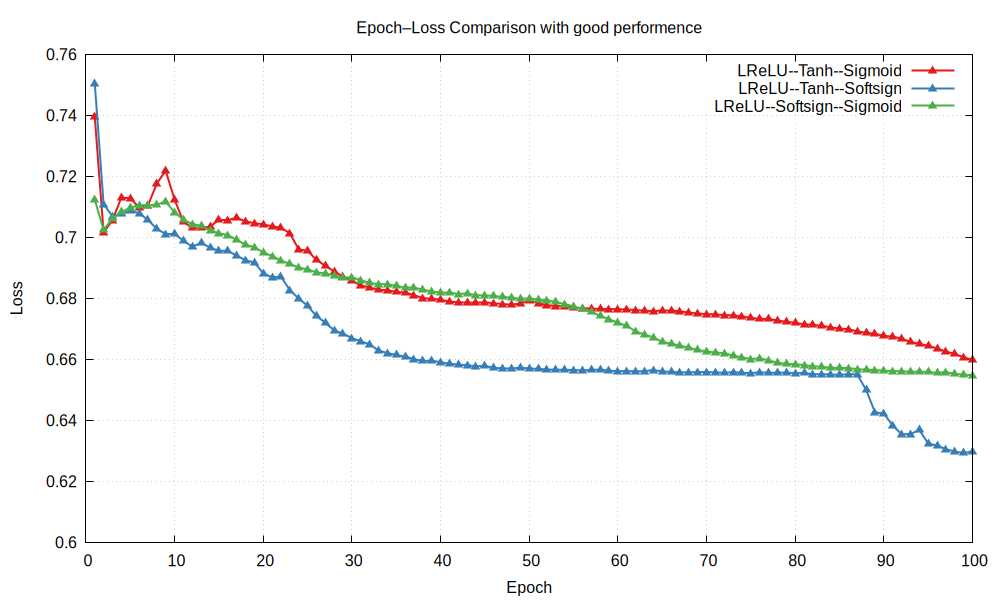 Epoch–Loss Comparison with good performence
LReLU--Tanh--Sigmoid
LReLU--Tanh--Softsign
LReLU--Softsign--Sigmoid
0.76
0.74
0.72
0.7
0.68
0.66
0.64
0.62
0.6
Loss
0 10 20 30 40 50 60 70 80 90 100
Epoch